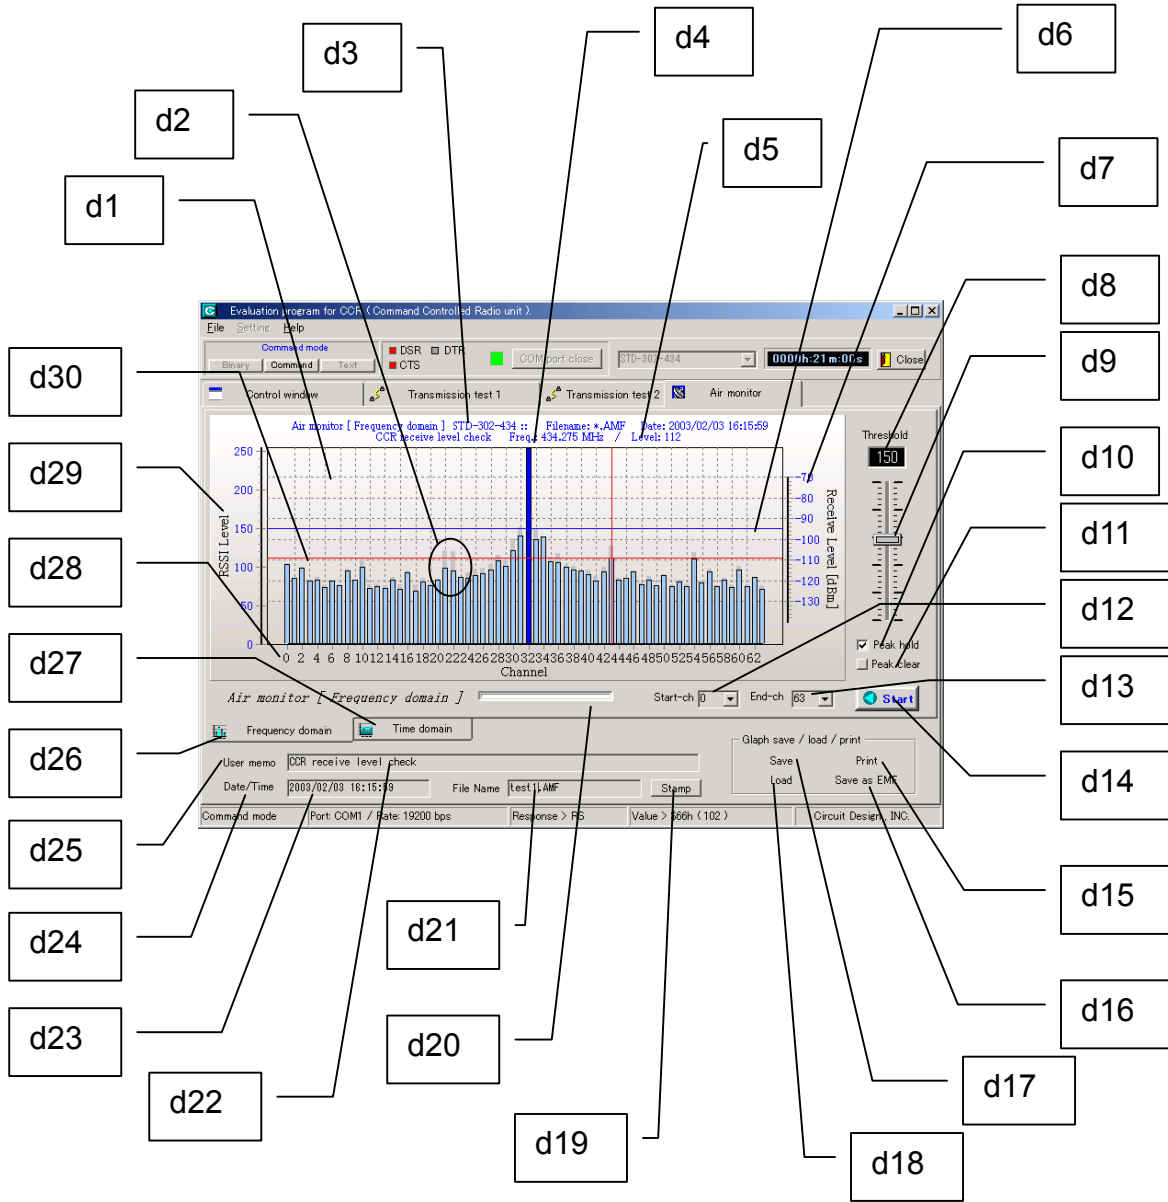 d3
d4
d6
d2
d5
d7
d1
d8
d9
d30
d10
d29
d11
d28
d12
d27
d13
d26
d14
d25
d15
d24
d21
d16
d23
d20
d17
d22
d19
d18
Evaluation program for CCR ( Command Controlled Radio unit )
File Setting Help
Command mode
Binary Command Text
DSR DTR
CTS
COM port close
STD-302-434
0000h:21m:00s
Close
Control window
Transmission test 1
Transmission test 2
Air monitor
Air monitor [ Frequency domain ] STD-302-434 :: Filename: *.AMF Date: 2003/02/03 16:15:59
CCR receive level check Freq.: 434.275 MHz / Level: 112
250
200
150
100
50
0
RSSI Level
0 2 4 6 8 10 12 14 16 18 20 22 24 26 28 30 32 34 36 38 40 42 44 46 48 50 52 54 56 58 60 62
Channel
-70
-80
-90
-100
-110
-120
-130
Receive Level [dBm]
Threshold
150
Peak hold
Peak clear
Air monitor [ Frequency domain ]
Start-ch 0
End-ch 63
Start
Frequency domain
Time domain
User memo CCR receive level check
Date/Time 2003/02/03 16:15:59
File Name test1.AMF
Stamp
Glaph save / load / print
Save Print
Load Save as EMF
Command mode
Port: COM1 / Rate: 19200 bps
Response > RS
Value > $66h ( 102 )
Circuit Design, INC.